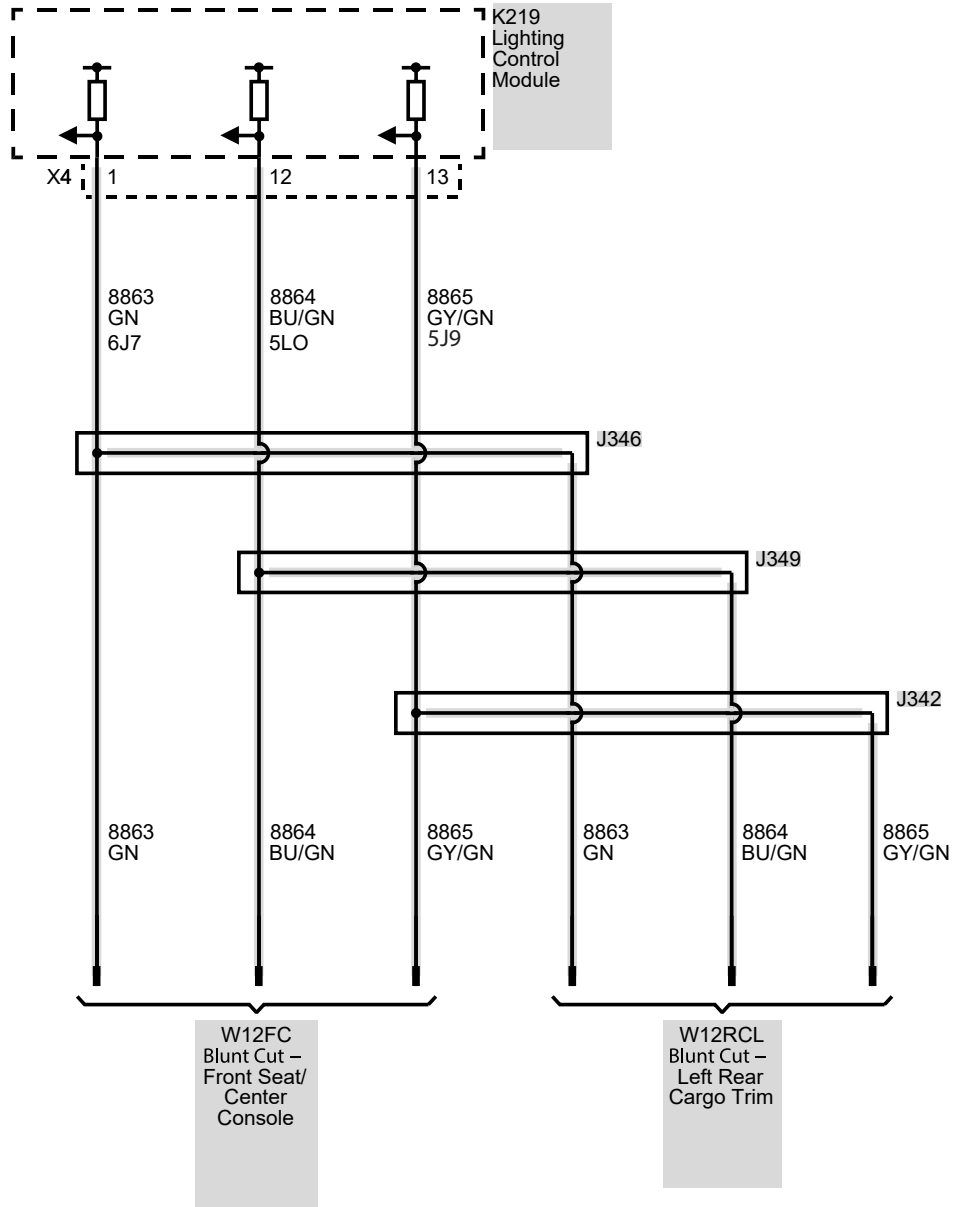 K219
Lighting
Control
Module
X4 1 12 13
8863
GN
6J7
8864
BU/GN
5LO
8865
GY/GN
5J9
J346
J349
J342
8863
GN
8864
BU/GN
8865
GY/GN
8863
GN
8864
BU/GN
8865
GY/GN
W12FC
Blunt Cut –
Front Seat/
Center
Console
W12RCL
Blunt Cut –
Left Rear
Cargo Trim